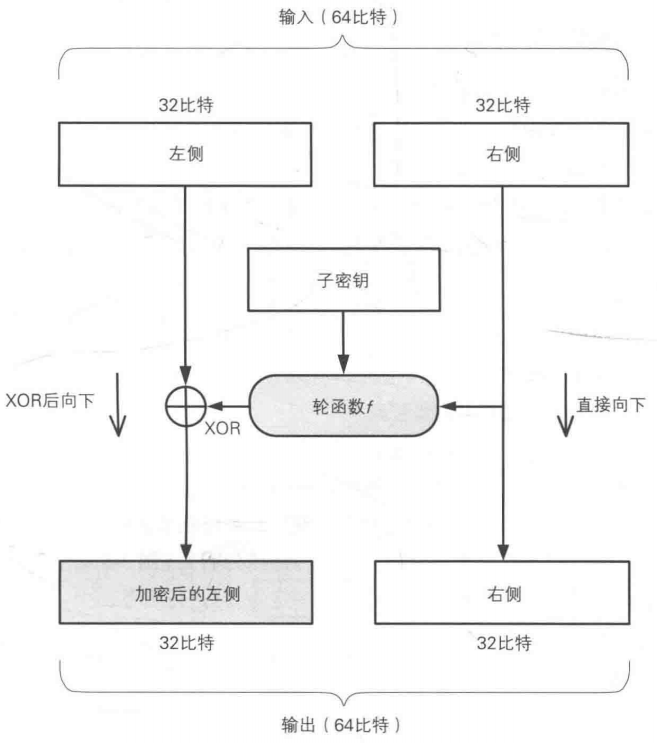 输入（64比特）
32比特 32比特
左侧 右侧
子密钥
XOR后向下 轮函数f 直接向下
XOR
加密后的左侧 右侧
32比特 32比特
输出（64比特）